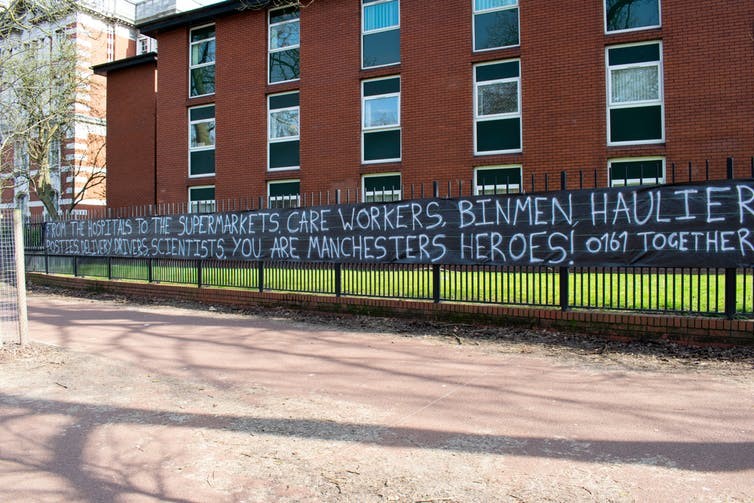 FROM THE HOSPITALS TO THE SUPERMARKETS, CARE WORKERS, BINMEN, HAULIER
POSTIES, DELIVERY DRIVERS, SCIENTISTS, YOU ARE MANCHESTERS HEROES! 0161 TOGETHER